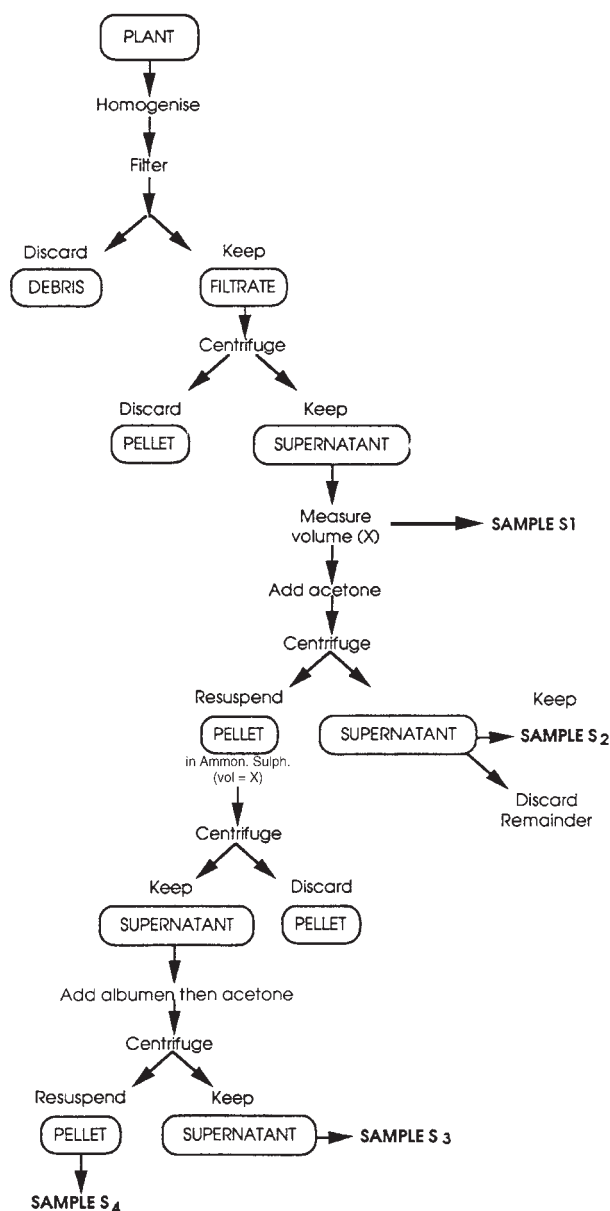 PLANT
Homogenise
Filter
Discard
Keep
DEBRIS
FILTRATE
Centrifuge
Discard
Keep
PELLET
SUPERNATANT
Measure
volume (X)
SAMPLE S1
Add acetone
Centrifuge
Resuspend
Keep
PELLET
SUPERNATANT
SAMPLE S2
in Ammon. Sulph.
(vol = X)
Discard
Remainder
Centrifuge
Keep
Discard
SUPERNATANT
PELLET
Add albumen then acetone
Centrifuge
Resuspend
Keep
PELLET
SUPERNATANT
SAMPLE S3
SAMPLE S4